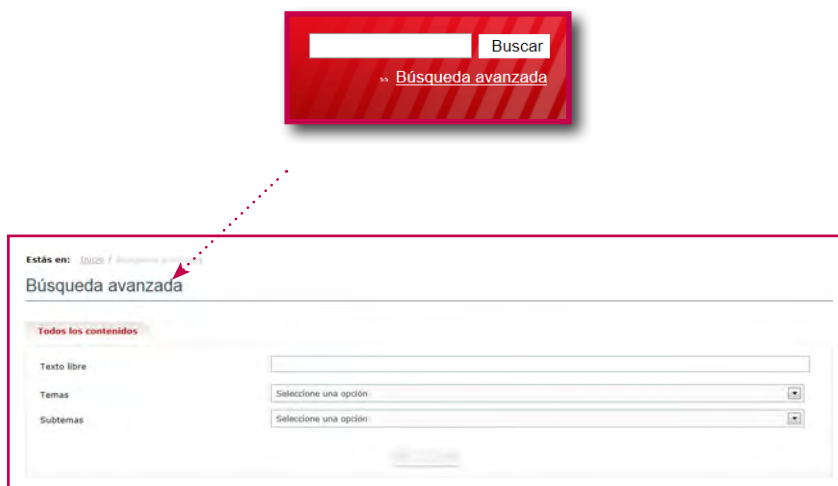 Buscar
Búsqueda avanzada
Estás en: Inicio /
Búsqueda avanzada
Todos los contenidos
Texto libre
Temas Seleccione una opción
Subtemas Seleccione una opción